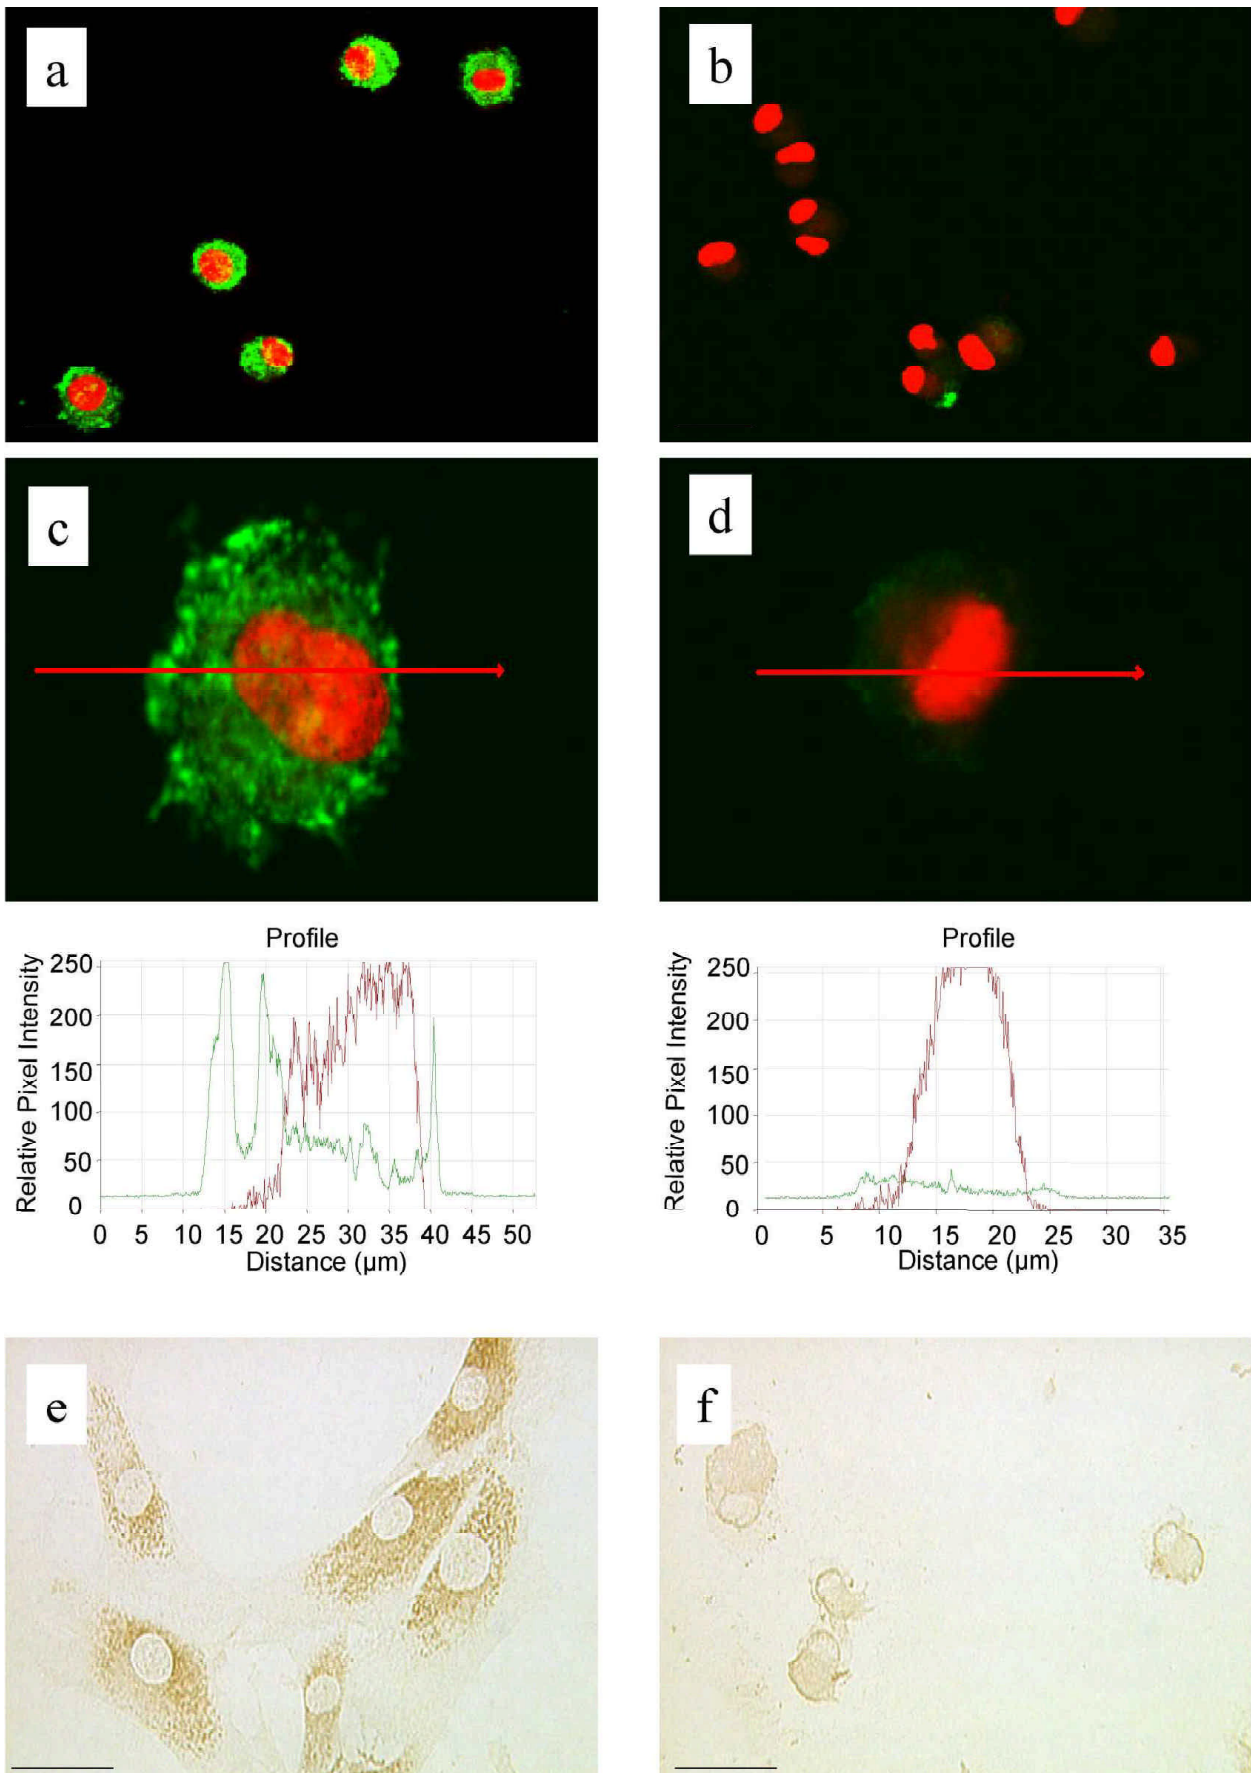 a
b
c
d
Profile
Relative Pixel Intensity
250
200
150
100
50
0
0 5 10 15 20 25 30 35 40 45 50
Distance (µm)
Profile
Relative Pixel Intensity
250
200
150
100
50
0
0 5 10 15 20 25 30 35
Distance (µm)
e
f